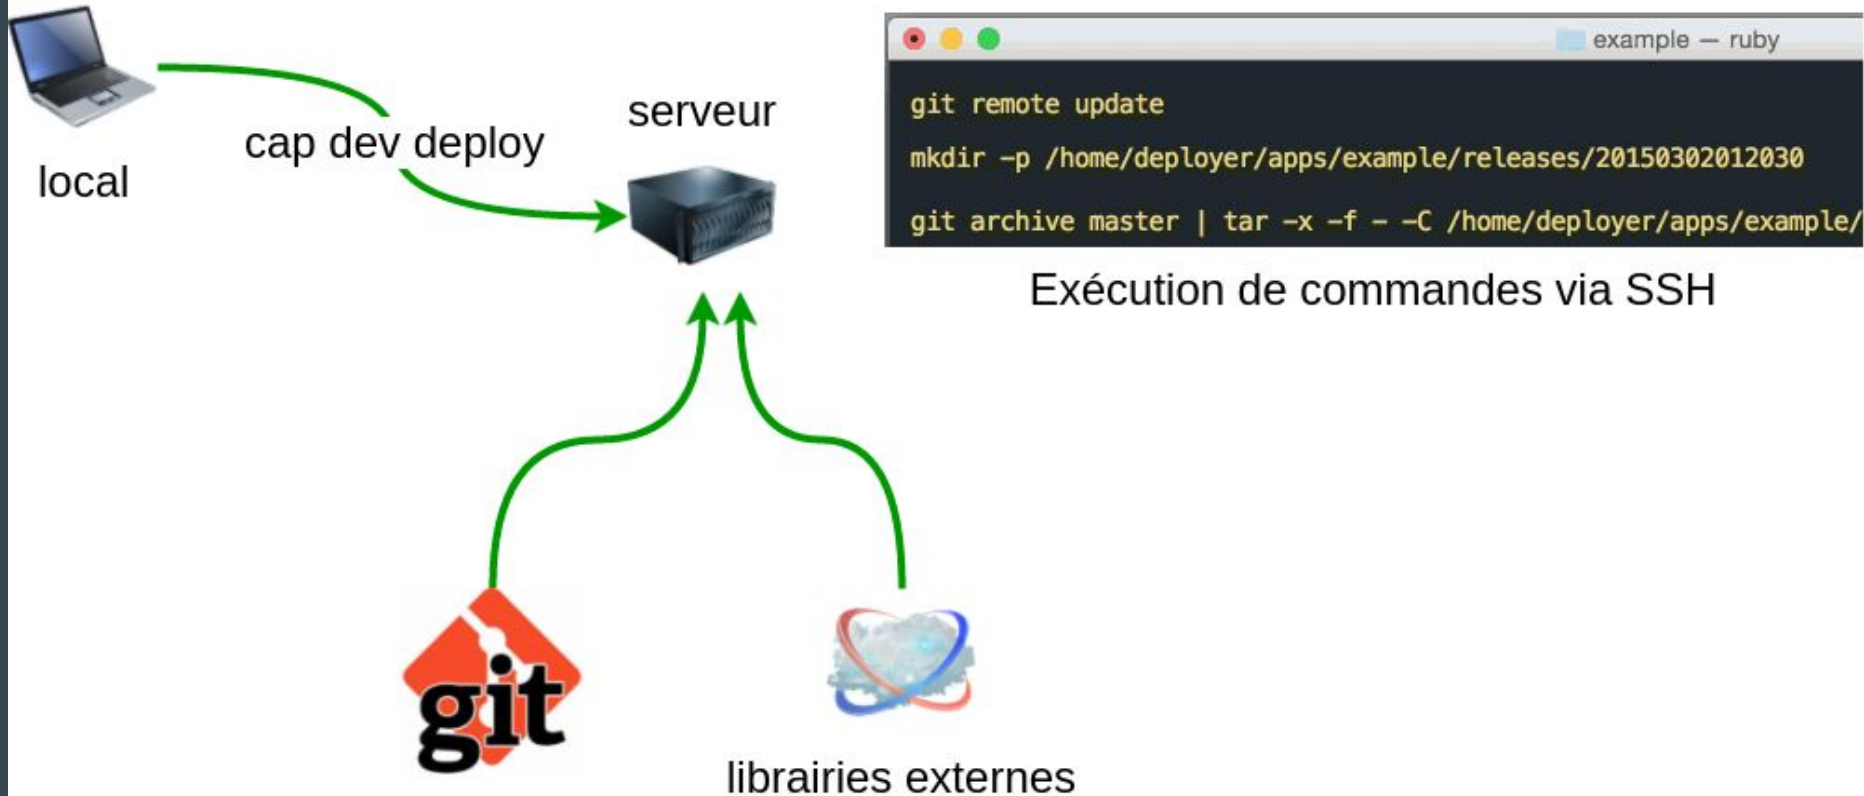 local
cap dev deploy
serveur
example — ruby
git remote update
mkdir -p /home/deployer/apps/example/releases/20150302012030
git archive master | tar -x -f - -C /home/deployer/apps/example/
Exécution de commandes via SSH
git
librairies externes